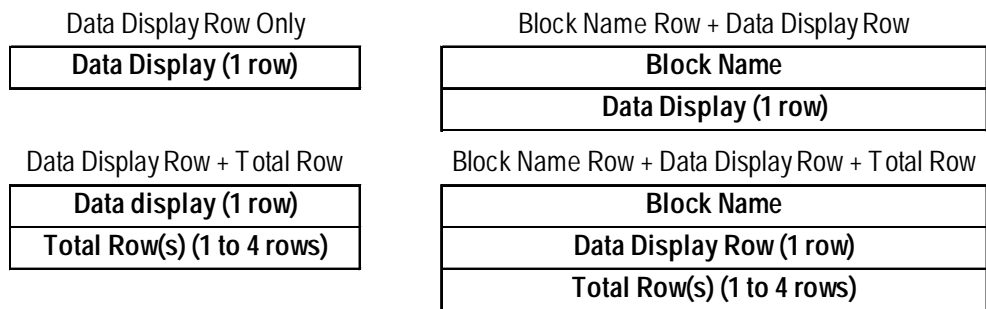 Data Display Row Only
Data Display (1 row)
Block Name Row + Data Display Row
Block Name
Data Display (1 row)
Data Display Row + Total Row
Data display (1 row)
Total Row(s) (1 to 4 rows)
Block Name Row + Data Display Row + Total Row
Block Name
Data Display Row (1 row)
Total Row(s) (1 to 4 rows)